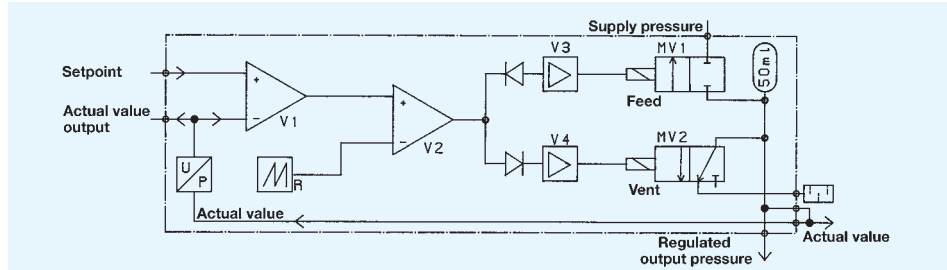 Supply pressure
V3
MV1
50ml
Setpoint
Feed
Actual value
output
V1
V2
V4
MV2
U
P
R
Vent
Actual value
Actual value
Regulated
output pressure